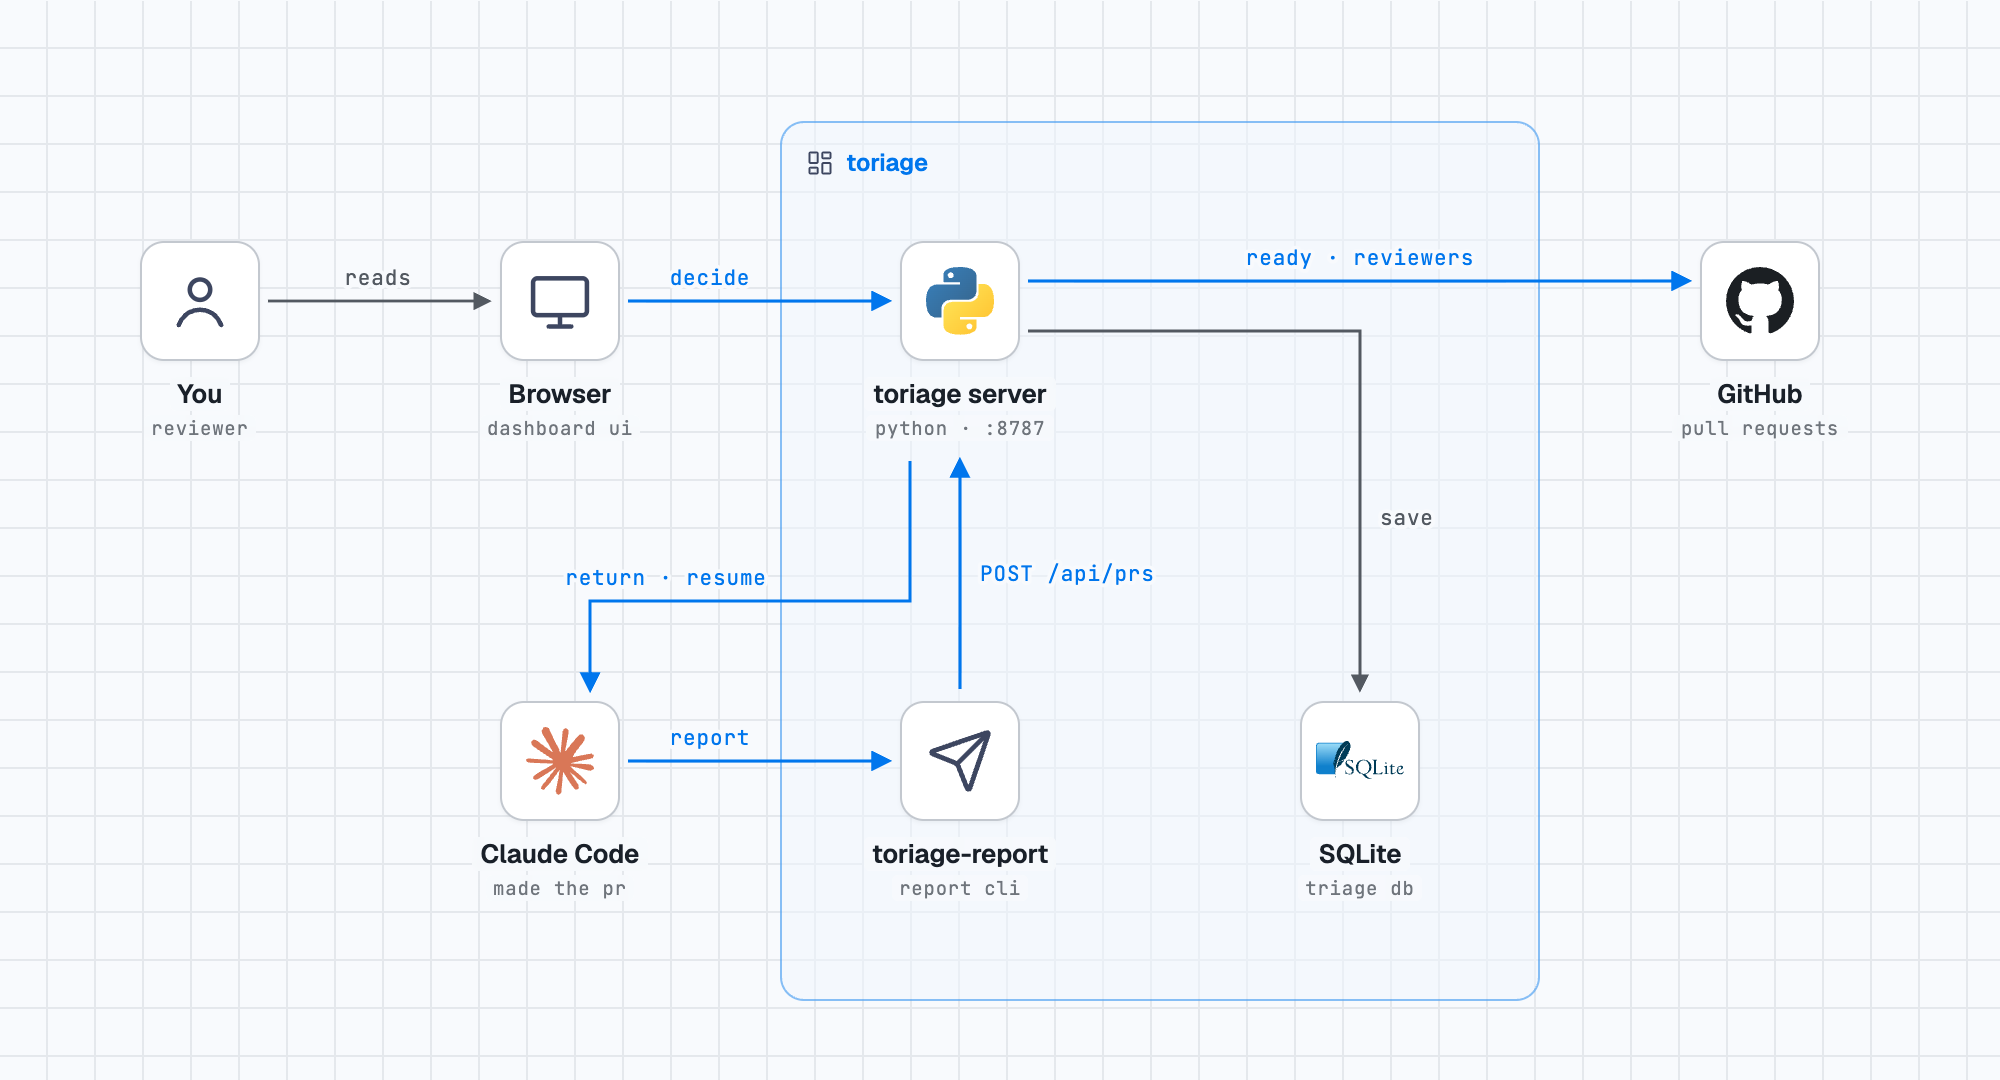 toriage
reads
decide
ready · reviewers
You
reviewer
Browser
dashboard ui
toriage server
python · :8787
GitHub
pull requests
save
return · resume
POST /api/prs
report
SQLite
Claude Code
made the pr
toriage-report
report cli
SQLite
triage db